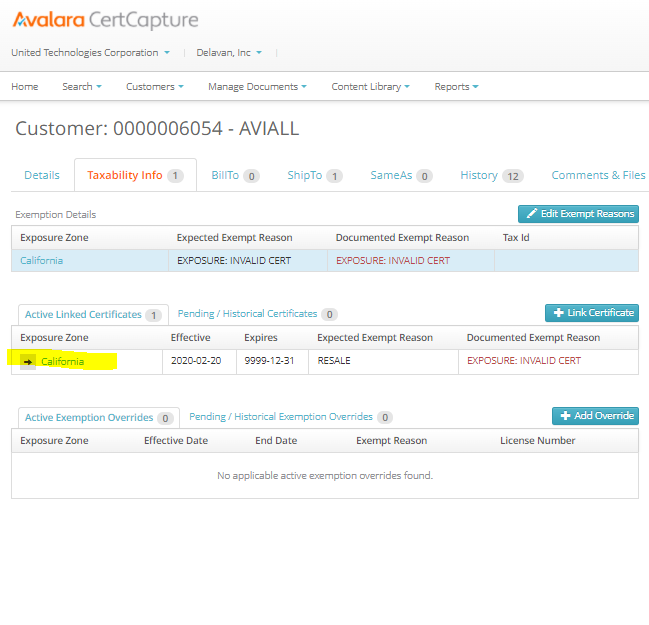 Avalara CertCapture
United Technologies Corporation Delavan, Inc
Home Search Customers Manage Documents Content Library Reports
Customer: 0000006054 - AVIALL
Details Taxability Info 1 BillTo 0 ShipTo 1 SameAs 0 History 12 Comments & Files
Exemption Details Edit Exempt Reasons
Exposure Zone Expected Exempt Reason Documented Exempt Reason Tax Id
California EXPOSURE: INVALID CERT EXPOSURE: INVALID CERT
Active Linked Certificates 1 Pending / Historical Certificates 0 Link Certificate
Exposure Zone Effective Expires Expected Exempt Reason Documented Exempt Reason
California 2020-02-20 9999-12-31 RESALE EXPOSURE: INVALID CERT
Active Exemption Overrides 0 Pending / Historical Exemption Overrides 0 Add Override
Exposure Zone Effective Date End Date Exempt Reason License Number
No applicable active exemption overrides found.